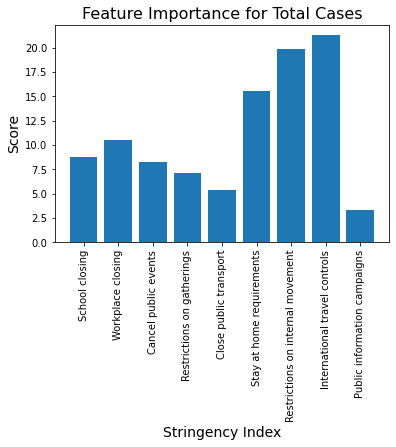 Feature Importance for Total Cases
Score
20.0
17.5
15.0
12.5
10.0
7.5
5.0
2.5
0.0
School closing
Workplace closing
Cancel public events
Restrictions on gatherings
Close public transport
Stay at home requirements
Restrictions on internal movement
International travel controls
Public information campaigns
Stringency Index